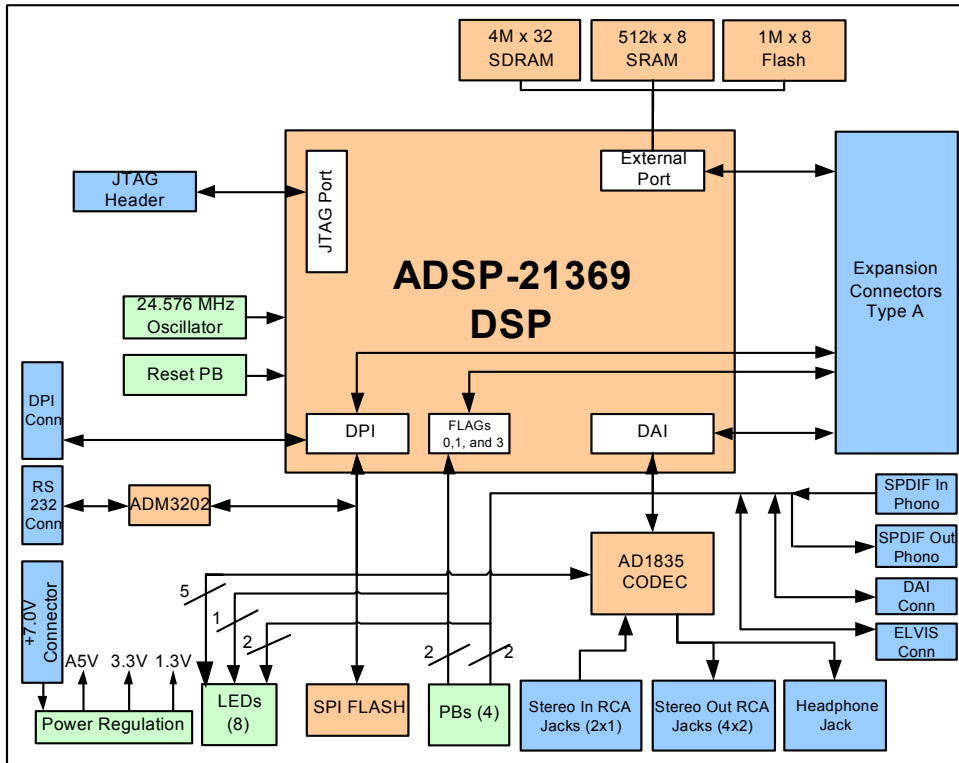 4M x 32
SDRAM
512k x 8
SRAM
1M x 8
Flash
External
Port
JTAG
Header
JTAG Port
ADSP-21369
DSP
Expansion
Connectors
Type A
24.576 MHz
Oscillator
Reset PB
DPI
Conn
DPI
FLAGs
0,1, and 3
DAI
RS
232
Conn
ADM3202
SPDIF In
Phono
SPDIF Out
Phono
AD1835
CODEC
DAI
Conn
ELVIS
Conn
+7.0V
Connector
5
1
2
2
2
A5V
3.3V
1.3V
Power Regulation
LEDs
(8)
SPI FLASH
PBs (4)
Stereo In RCA
Jacks (2x1)
Stereo Out RCA
Jacks (4x2)
Headphone
Jack